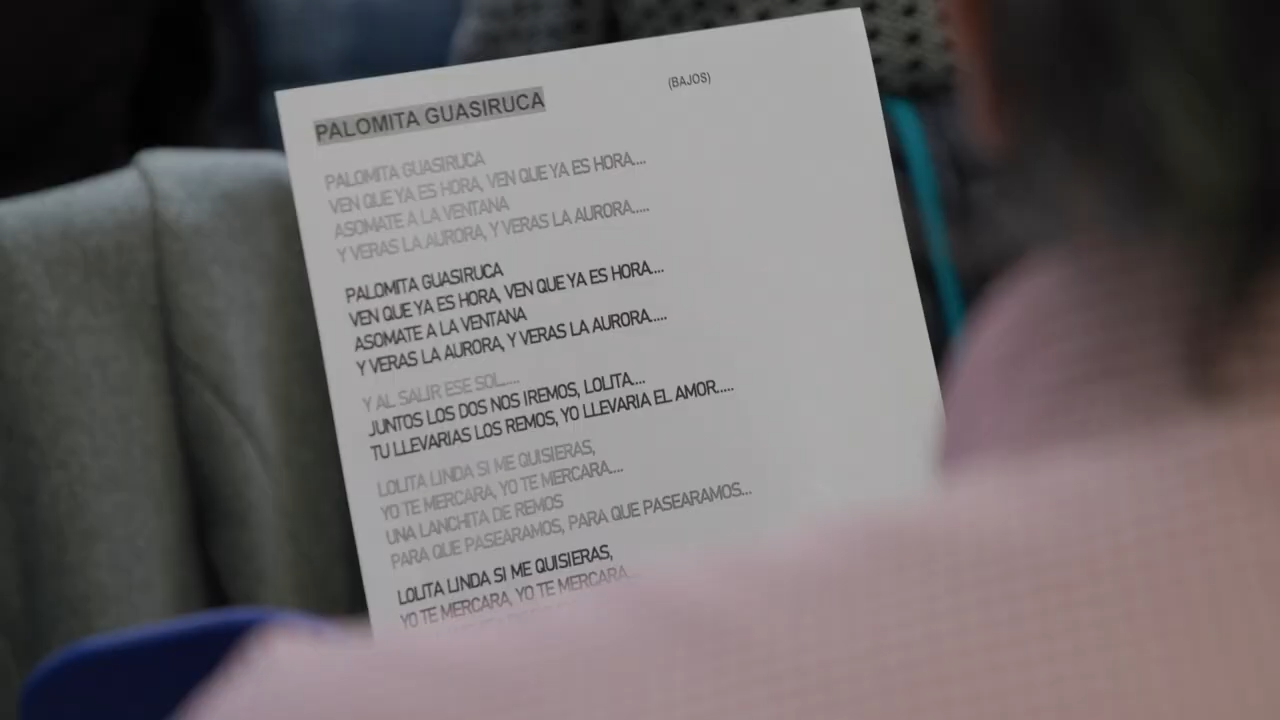 PALOMITA GUASIRUCA
(BAJOS)
PALOMITA GUASIRUCA
VEN QUE YA ES HORA, VEN QUE YA ES HORA....
ASOMATE A LA VENTANA
Y VERAS LA AURORA, Y VERAS LA AURORA.....
PALOMITA GUASIRUCA
VEN QUE YA ES HORA, VEN QUE YA ES HORA....
ASOMATE A LA VENTANA
Y VERAS LA AURORA, Y VERAS LA AURORA.....
Y AL SALIR ESE SOL.....
JUNTOS LOS DOS NOS IREMOS, LOLITA....
TU LLEVARIAS LOS REMOS, YO LLEVARIA EL AMOR.....
LOLITA LINDA SI ME QUISIERAS,
YO TE MERCARA, YO TE MERCARA....
UNA LANCHITA DE REMOS
PARA QUE PASEARAMOS, PARA QUE PASEARAMOS...
LOLITA LINDA SI ME QUISIERAS,
YO TE MERCARA, YO TE MERCARA...